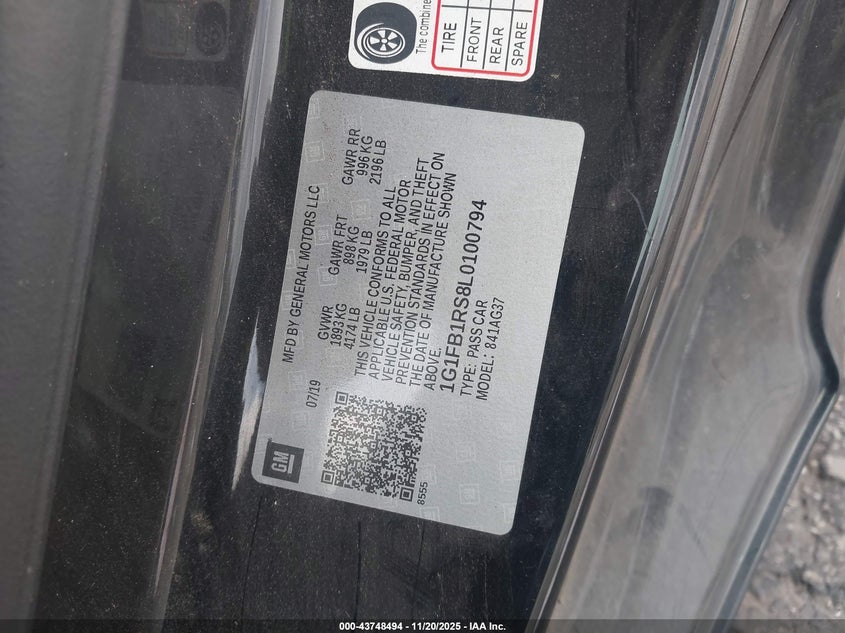 The combine
TIRE
FRONT
REAR
SPARE
MFD BY GENERAL MOTORS LLC
07/19
GVWR GAWR FRT GAWR RR
1893 KG 898 KG 996 KG
4174 LB 1979 LB 2196 LB
THIS VEHICLE CONFORMS TO ALL
APPLICABLE U.S. FEDERAL MOTOR
VEHICLE SAFETY, BUMPER, AND THEFT
PREVENTION STANDARDS IN EFFECT ON
THE DATE OF MANUFACTURE SHOWN
ABOVE.
1G1FB1RS8L0100794
TYPE: PASS CAR
MODEL: 841AG37
GM
8555
000-43748494 - 11/20/2025 - IAA Inc.